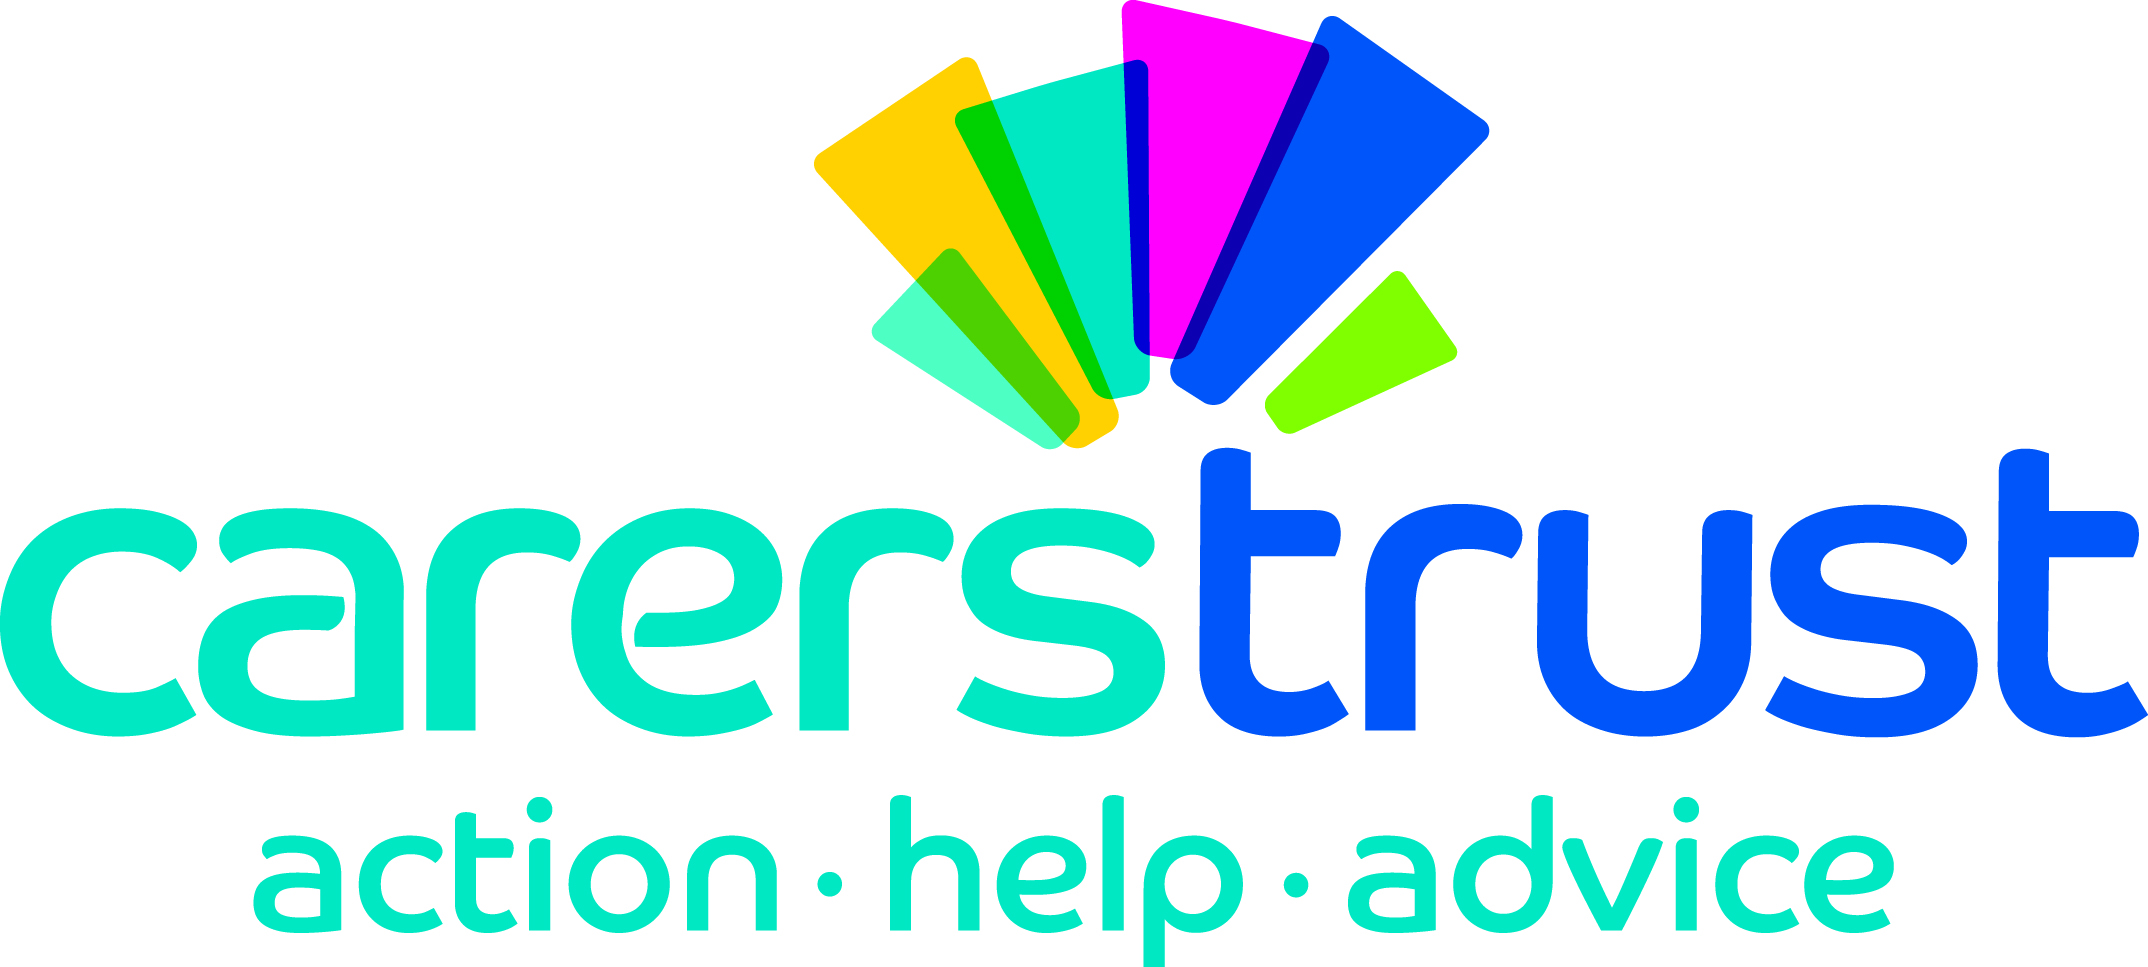 carerstrust
action · help · advice